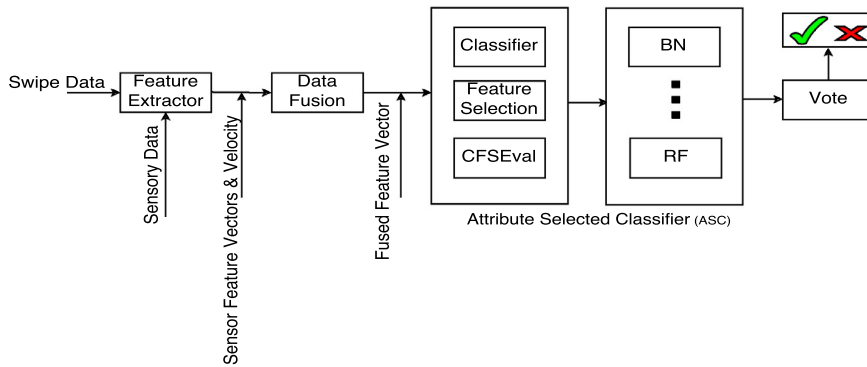 Swipe Data
Feature
Extractor
Sensory Data
Sensor Feature Vectors & Velocity
Data
Fusion
Fused Feature Vector
Classifier
Feature
Selection
CFSEval
BN
RF
Attribute Selected Classifier (ASC)
Vote